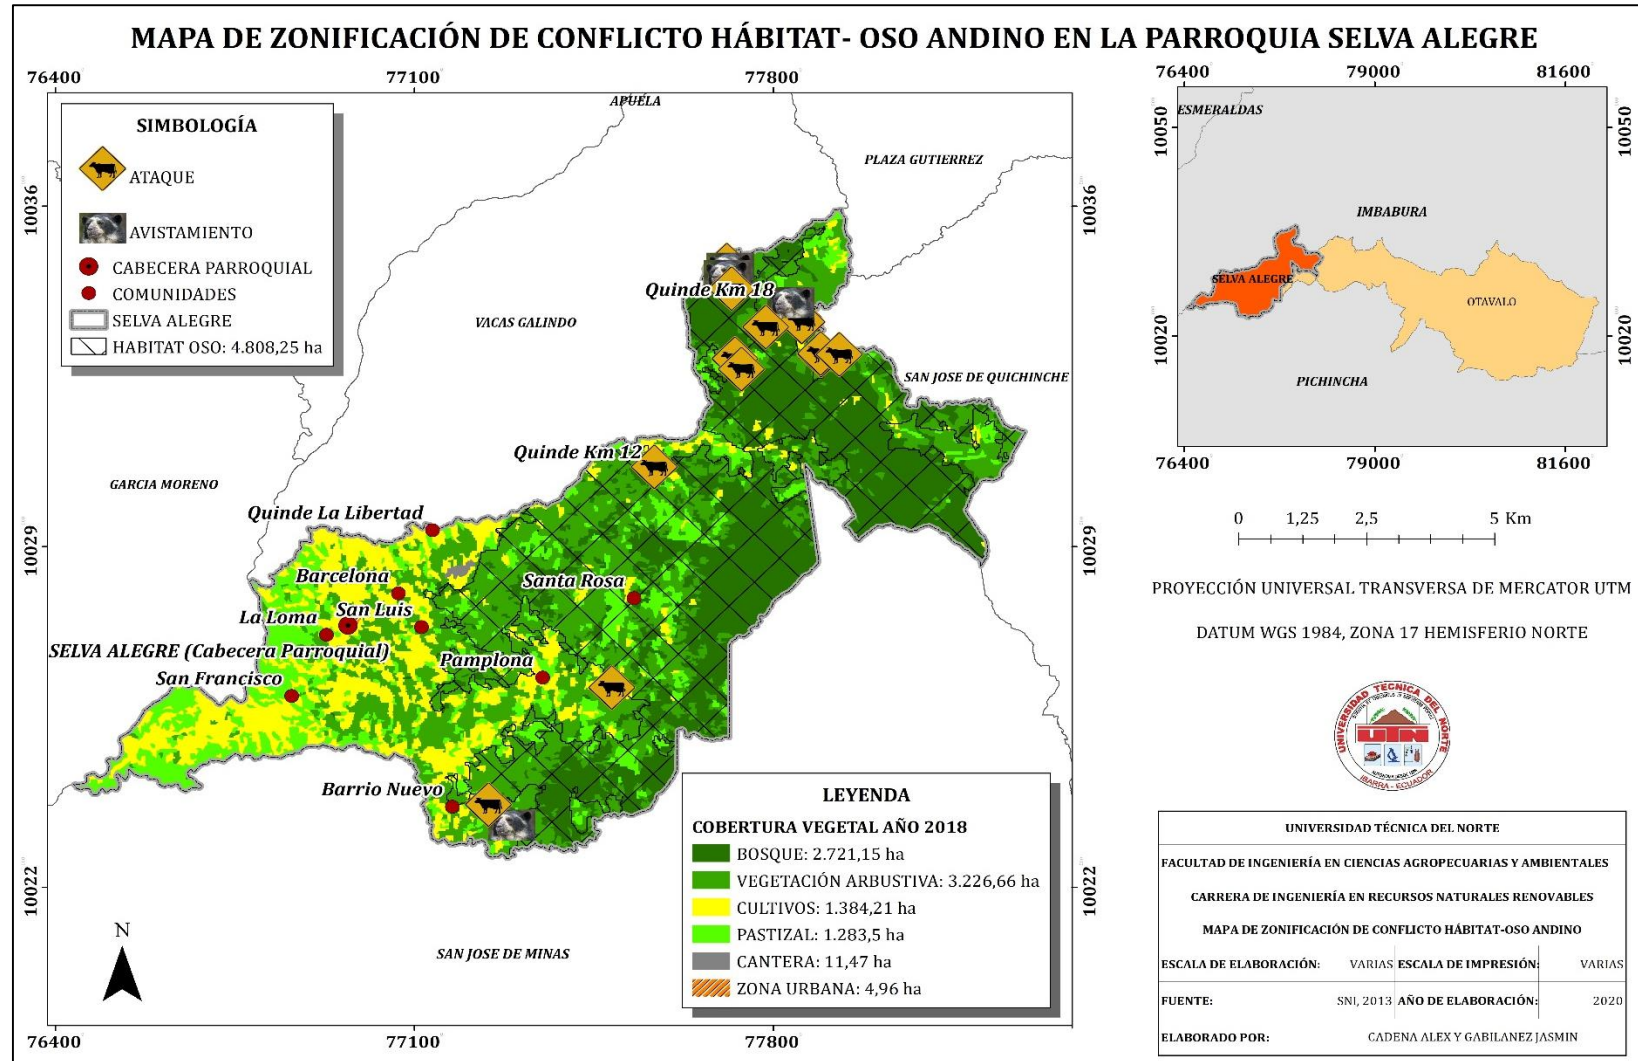 MAPA DE ZONIFICACIÓN DE CONFLICTO HÁBITAT- OSO ANDINO EN LA PARROQUIA SELVA ALEGRE
76400 77100 77800
76400 79000 81600
SIMBOLOGÍA
ATAQUE
AVISTAMIENTO
CABECERA PARROQUIAL
COMUNIDADES
SELVA ALEGRE
HABITAT OSO: 4.808,25 ha
APUELA
PLAZA GUTIERREZ
VACAS GALINDO
GARCIA MORENO
SAN JOSE DE QUICHINCHE
SAN JOSE DE MINAS
Quinde Km 18
Quinde Km 12
Quinde La Libertad
Barcelona
Santa Rosa
La Loma
San Luis
SELVA ALEGRE (Cabecera Parroquial)
Pamplona
San Francisco
Barrio Nuevo
10036
10029
10022
10036
10029
10022
N
LEYENDA
COBERTURA VEGETAL AÑO 2018
BOSQUE: 2.721,15 ha
VEGETACIÓN ARBUSTIVA: 3.226,66 ha
CULTIVOS: 1.384,21 ha
PASTIZAL: 1.283,5 ha
CANTERA: 11,47 ha
ZONA URBANA: 4,96 ha
76400 77100 77800
ESMERALDAS
IMBABURA
SELVA ALEGRE
OTAVALO
PICHINCHA
10050
10020
10050
10020
76400 79000 81600
0 1,25 2,5 5 Km
PROYECCIÓN UNIVERSAL TRANSVERSA DE MERCATOR UTM
DATUM WGS 1984, ZONA 17 HEMISFERIO NORTE
UNIVERSIDAD TÉCNICA DEL NORTE
UTN
IBARRA - ECUADOR
UNIVERSIDAD TÉCNICA DEL NORTE
FACULTAD DE INGENIERÍA EN CIENCIAS AGROPECUARIAS Y AMBIENTALES
CARRERA DE INGENIERÍA EN RECURSOS NATURALES RENOVABLES
MAPA DE ZONIFICACIÓN DE CONFLICTO HÁBITAT-OSO ANDINO
ESCALA DE ELABORACIÓN: VARIAS ESCALA DE IMPRESIÓN: VARIAS
FUENTE: SNI, 2013 AÑO DE ELABORACIÓN: 2020
ELABORADO POR: CADENA ALEX Y GABILANEZ JASMIN